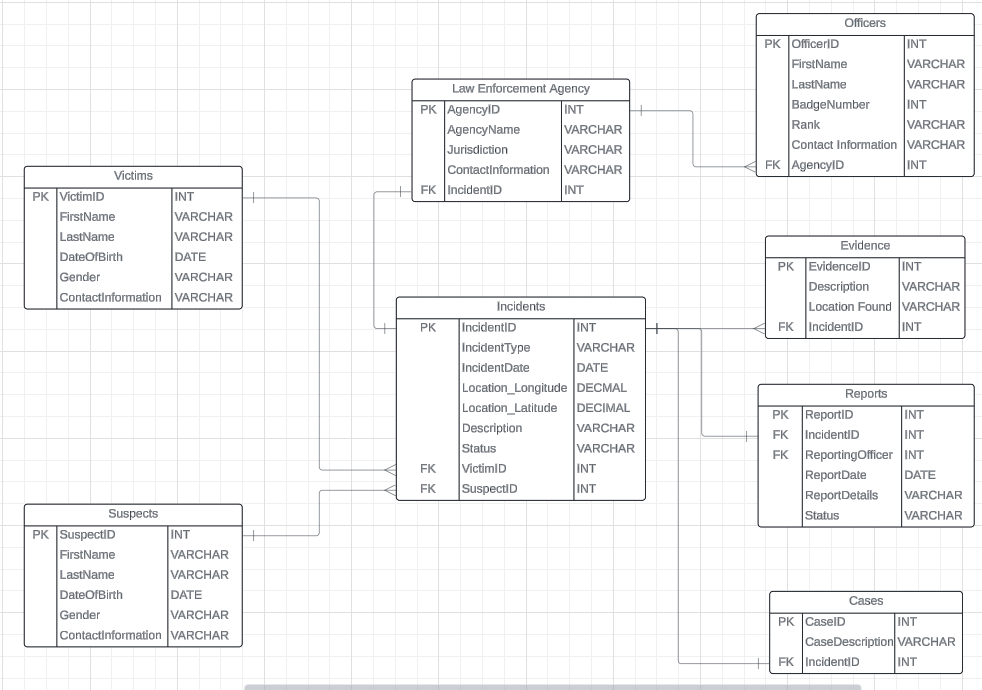 Officers
PK OfficerID INT
FirstName VARCHAR
LastName VARCHAR
BadgeNumber INT
Rank VARCHAR
Contact Information VARCHAR
FK AgencyID INT
Law Enforcement Agency
PK AgencyID INT
AgencyName VARCHAR
Jurisdiction VARCHAR
ContactInformation VARCHAR
FK IncidentID INT
Victims
PK VictimID INT
FirstName VARCHAR
LastName VARCHAR
DateOfBirth DATE
Gender VARCHAR
ContactInformation VARCHAR
Evidence
PK EvidenceID INT
Description VARCHAR
Location Found VARCHAR
FK IncidentID INT
Incidents
PK IncidentID INT
IncidentType VARCHAR
IncidentDate DATE
Location_Longitude DECMAL
Location_Latitude DECIMAL
Description VARCHAR
Status VARCHAR
FK VictimID INT
FK SuspectID INT
Reports
PK ReportID INT
FK IncidentID INT
FK ReportingOfficer INT
ReportDate DATE
ReportDetails VARCHAR
Status VARCHAR
Suspects
PK SuspectID INT
FirstName VARCHAR
LastName VARCHAR
DateOfBirth DATE
Gender VARCHAR
ContactInformation VARCHAR
Cases
PK CaseID INT
CaseDescription VARCHAR
FK IncidentID INT